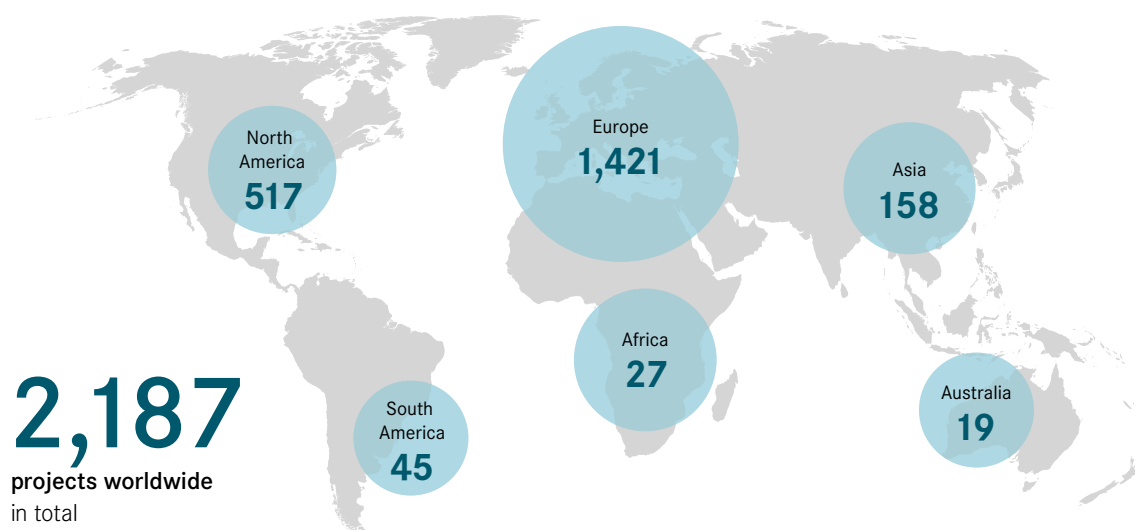 North
America
517
Europe
1,421
Asia
158
Africa
27
Australia
19
South
America
45
2,187
projects worldwide
in total